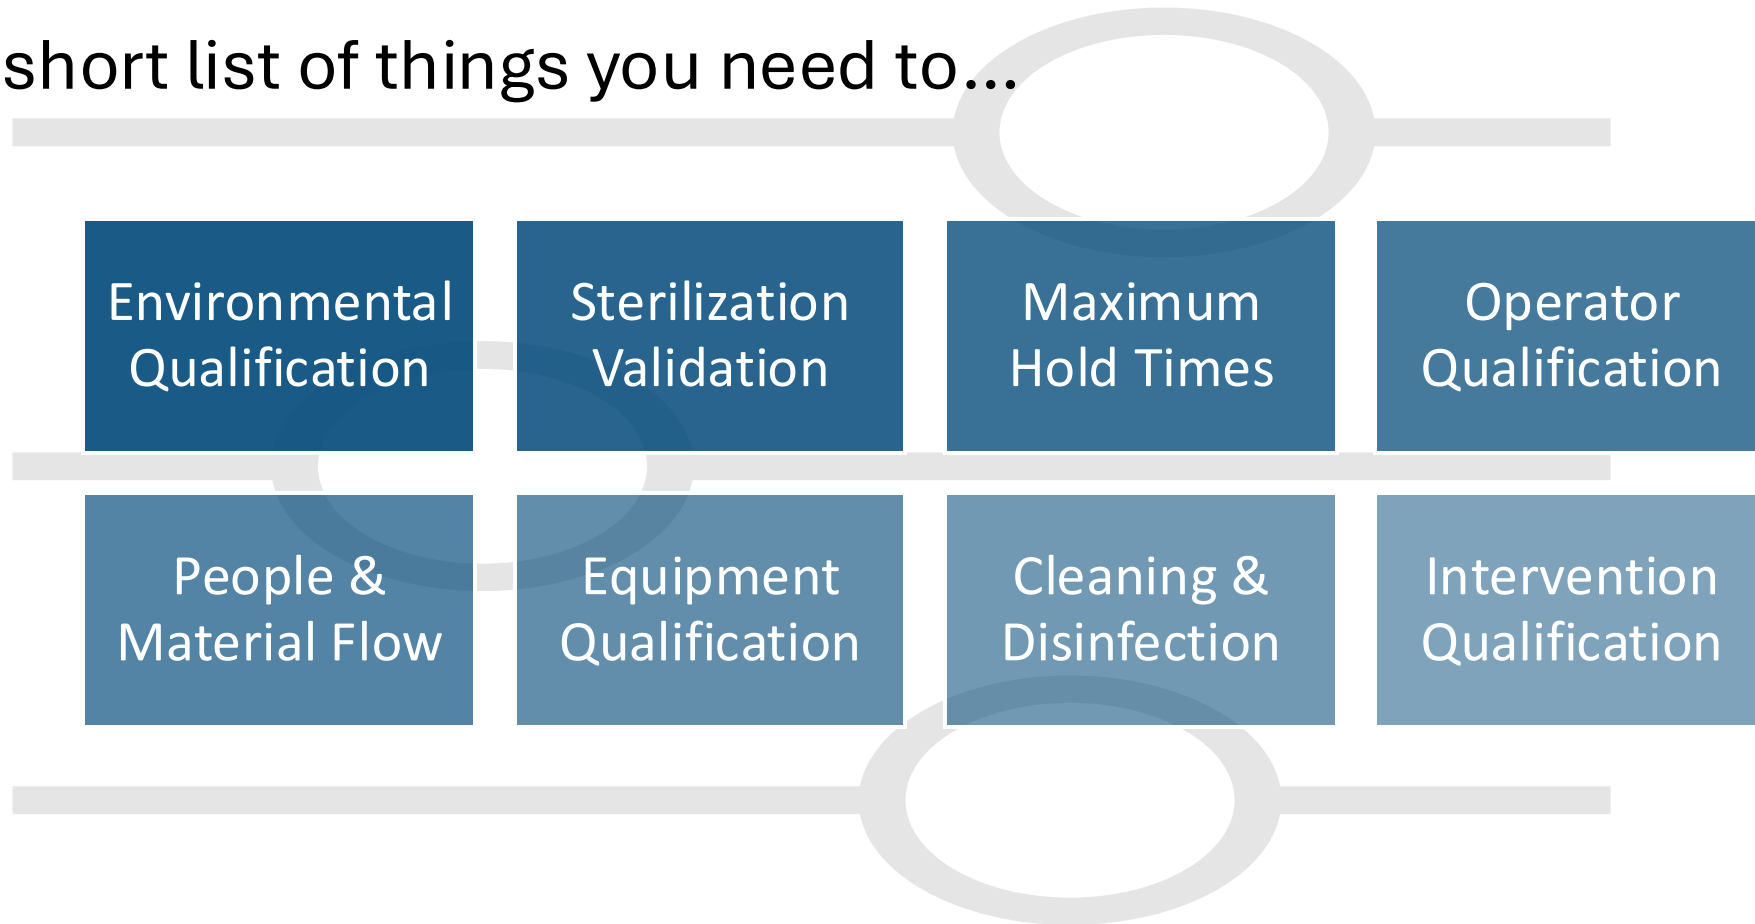 short list of things you need to...
Environmental
Qualification
Sterilization
Validation
Maximum
Hold Times
Operator
Qualification
People &
Material Flow
Equipment
Qualification
Cleaning &
Disinfection
Intervention
Qualification